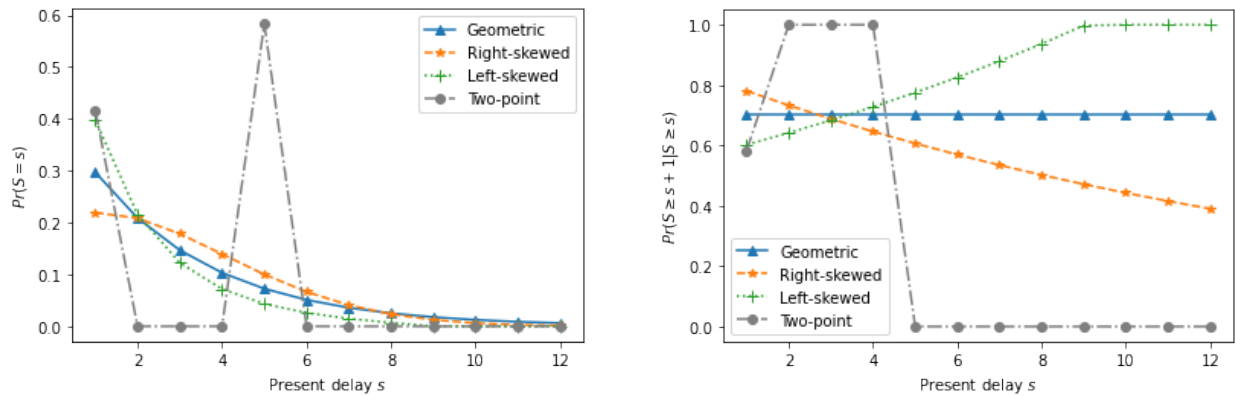 0.6
0.5
0.4
0.3
0.2
0.1
0.0
Pr(S = s)
Geometric
Right-skewed
Left-skewed
Two-point
2 4 6 8 10 12
Present delay s
1.0
0.8
0.6
0.4
0.2
0.0
Pr(S ≥ s + 1|S ≥ s)
Geometric
Right-skewed
Left-skewed
Two-point
2 4 6 8 10 12
Present delay s